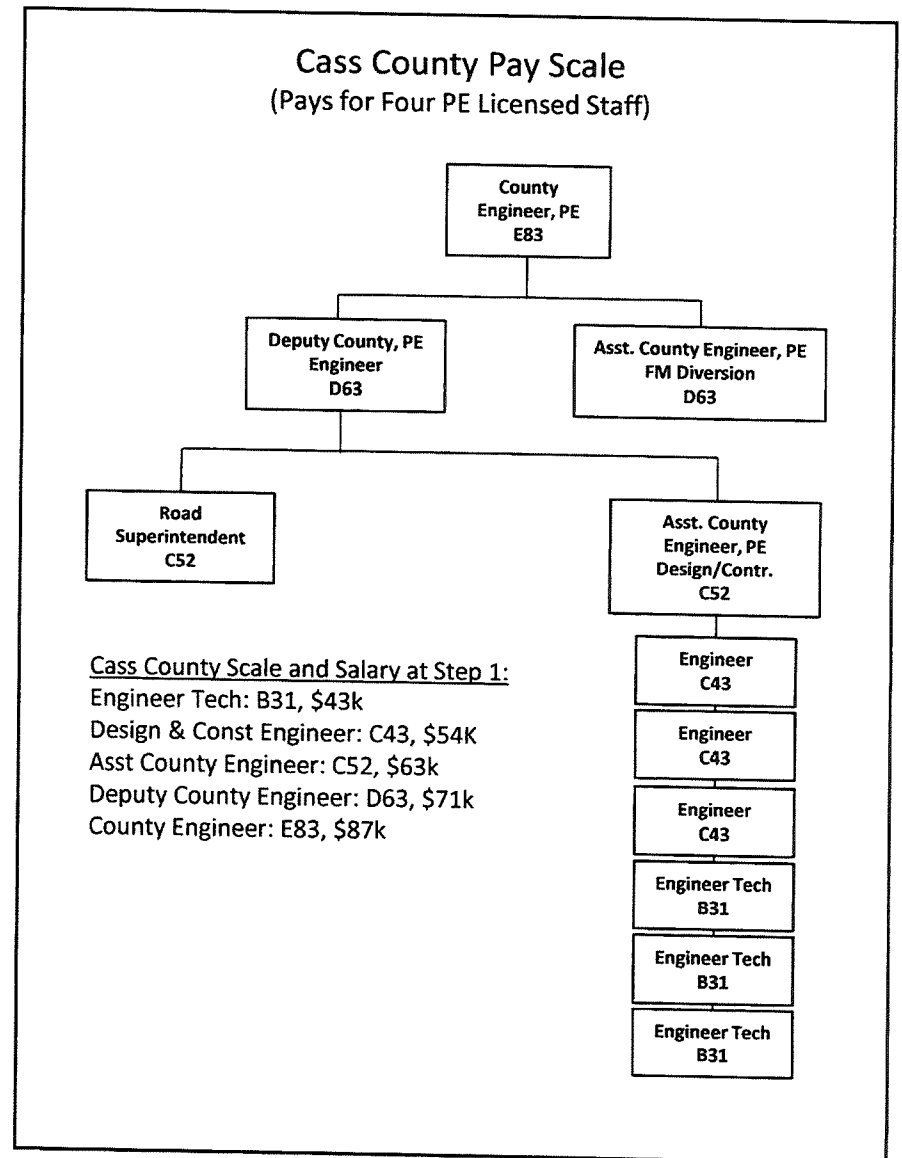 Cass County Pay Scale
(Pays for Four PE Licensed Staff)
County
Engineer, PE
E83
Deputy County, PE
Engineer
D63
Asst. County Engineer, PE
FM Diversion
D63
Road
Superintendent
C52
Asst. County
Engineer, PE
Design/Contr.
C52
Engineer
C43
Engineer
C43
Engineer
C43
Engineer Tech
B31
Engineer Tech
B31
Engineer Tech
B31
Cass County Scale and Salary at Step 1:
Engineer Tech: B31, $43k
Design & Const Engineer: C43, $54K
Asst County Engineer: C52, $63k
Deputy County Engineer: D63, $71k
County Engineer: E83, $87k